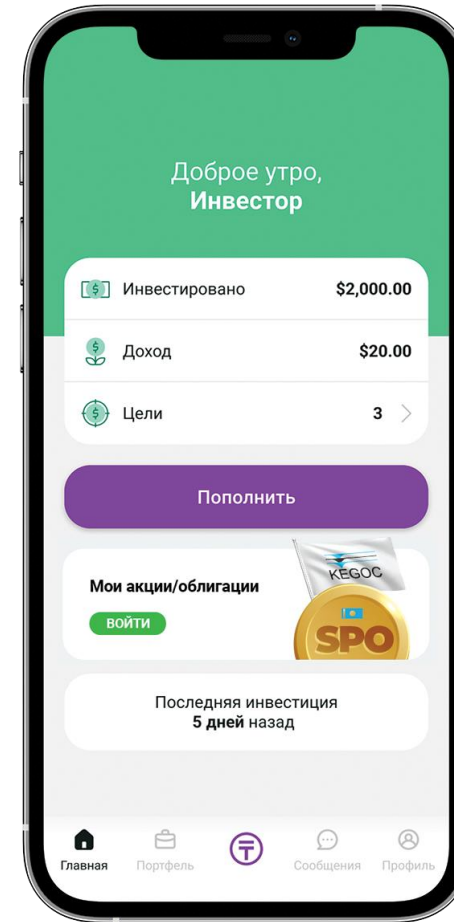 Доброе утро,
Инвестор
Инвестировано $2,000.00
Доход $20.00
Цели 3
Пополнить
KEGOC
Мои акции/облигации
ВОЙТИ
SPO
Последняя инвестиция
5 дней назад
Главная Портфель Сообщения Профиль